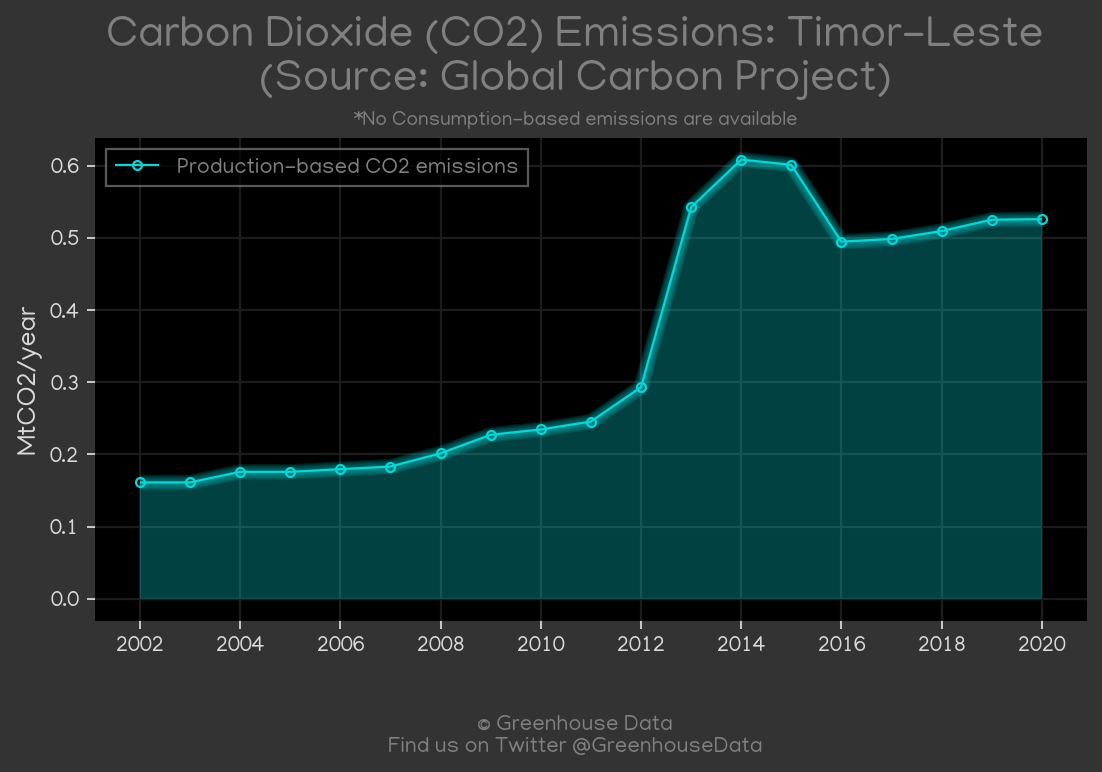 Carbon Dioxide (CO2) Emissions: Timor-Leste
(Source: Global Carbon Project)
*No Consumption-based emissions are available
Production-based CO2 emissions
MtCO2/year
0.6
0.5
0.4
0.3
0.2
0.1
0.0
2002 2004 2006 2008 2010 2012 2014 2016 2018 2020
© Greenhouse Data
Find us on Twitter @GreenhouseData